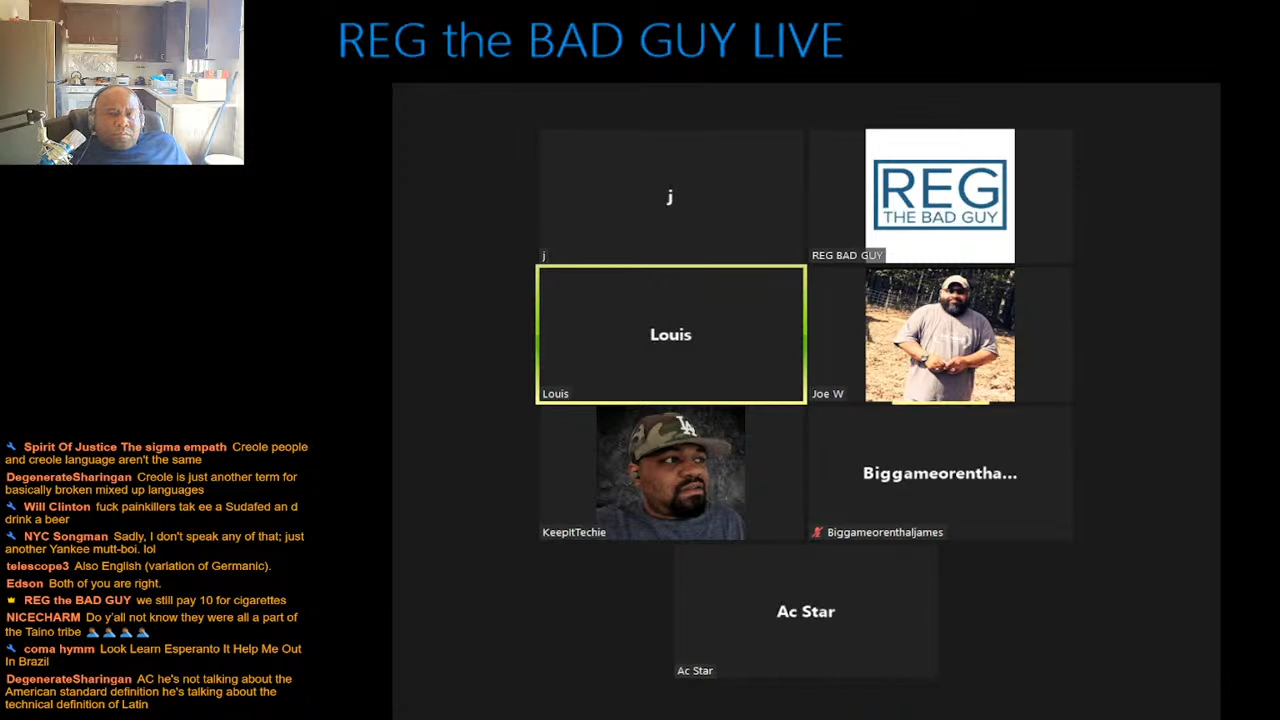 REG the BAD GUY LIVE
j
j
REG
THE BAD GUY
REG BAD GUY
Louis
Louis
Joe W
LA
KeepItTechie
Biggameorentha...
Biggameorenthaljames
Ac Star
Ac Star
Spirit Of Justice The sigma empath Creole people
and creole language aren't the same
DegenerateSharingan Creole is just another term for
basically broken mixed up languages
Will Clinton fuck painkillers tak ee a Sudafed an d
drink a beer
NYC Songman Sadly, I don't speak any of that; just
another Yankee mutt-boi. lol
telescope3 Also English (variation of Germanic).
Edson Both of you are right.
REG the BAD GUY we still pay 10 for cigarettes
NICECHARM Do y'all not know they were all a part of
the Taino tribe
coma hymm Look Learn Esperanto It Help Me Out
In Brazil
DegenerateSharingan AC he's not talking about the
American standard definition he's talking about the
technical definition of Latin